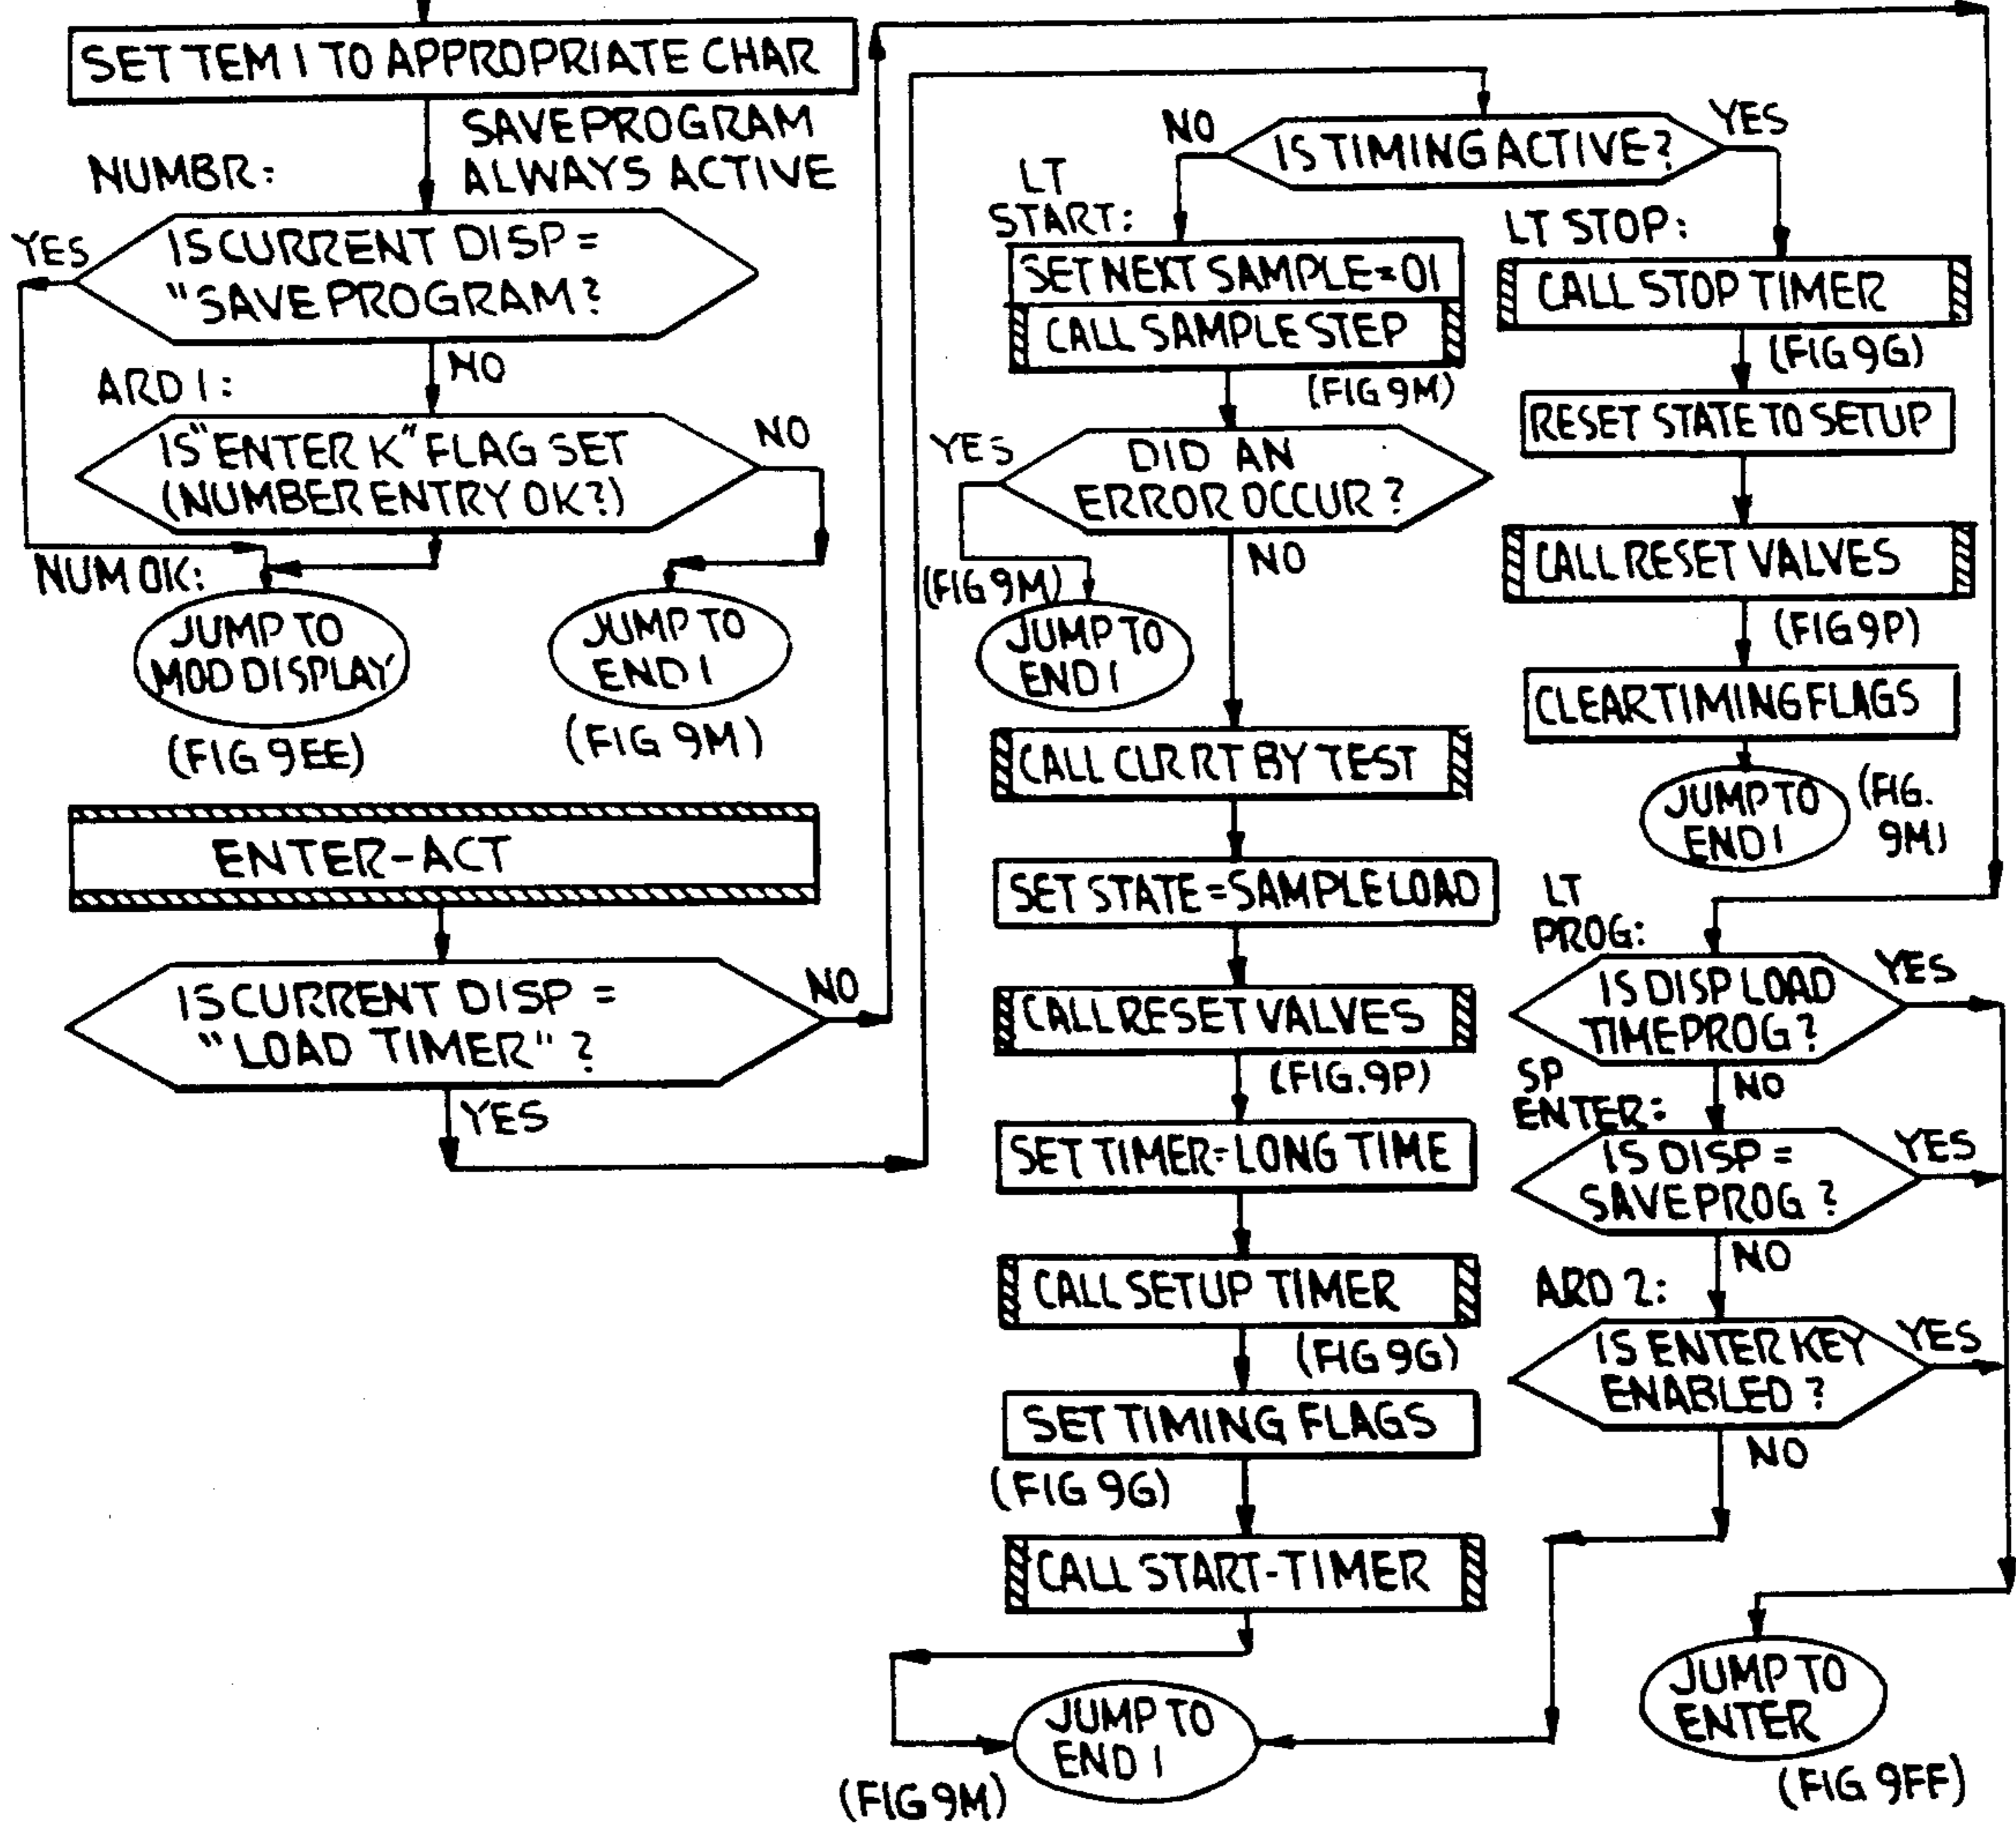 SET TEM 1 TO APPROPRIATE CHAR
SAVE PROGRAM
ALWAYS ACTIVE
NUMBR:
YES
IS CURRENT DISP =
"SAVE PROGRAM ?
NO
ARD 1:
IS "ENTER K" FLAG SET
(NUMBER ENTRY OK?)
NO
NUM OK:
JUMP TO
MOD DISPLAY
(FIG 9EE)
JUMP TO
END 1
(FIG 9M)
ENTER-ACT
IS CURRENT DISP =
"LOAD TIMER" ?
NO
YES
IS TIMING ACTIVE?
NO
YES
LT
START:
SET NEXT SAMPLE=01
CALL SAMPLE STEP
(FIG 9M)
YES
DID AN
ERROR OCCUR ?
NO
(FIG 9M)
JUMP TO
END 1
CALL CLR RT BY TEST
SET STATE=SAMPLE LOAD
CALL RESET VALVES
(FIG.9P)
SET TIMER=LONG TIME
CALL SETUP TIMER
(FIG 9G)
SET TIMING FLAGS
(FIG 9G)
CALL START-TIMER
JUMP TO
END 1
(FIG 9M)
LT STOP:
CALL STOP TIMER
(FIG 9G)
RESET STATE TO SETUP
CALL RESET VALVES
(FIG 9P)
CLEAR TIMING FLAGS
JUMP TO
END 1
(FIG.
9M)
LT
PROG:
IS DISP LOAD
TIME PROG ?
YES
NO
SP
ENTER:
IS DISP =
SAVE PROG ?
YES
NO
ARD 2:
IS ENTER KEY
ENABLED ?
YES
NO
JUMP TO
ENTER
(FIG 9FF)